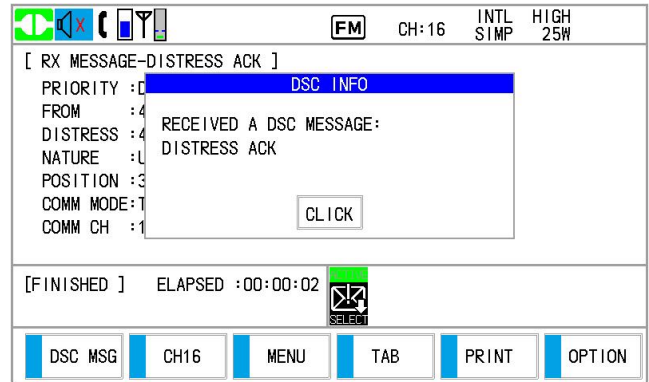 FM CH:16 INTL SIMP HIGH 25W
[ RX MESSAGE-DISTRESS ACK ]
PRIORITY :D
FROM :4
DISTRESS :4
NATURE :U
POSITION :3
COMM MODE:T
COMM CH :1
DSC INFO
RECEIVED A DSC MESSAGE:
DISTRESS ACK
CLICK
[FINISHED ] ELAPSED :00:00:02
SELECT
DSC MSG CH16 MENU TAB PRINT OPTION